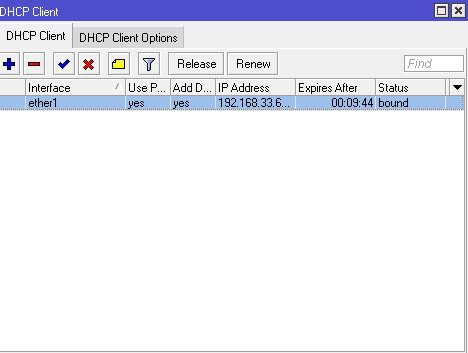 DHCP Client
DHCP Client DHCP Client Options
Release Renew Find
Interface Use P... Add D... IP Address Expires After Status
ether1 yes yes 192.168.33.6... 00:09:44 bound